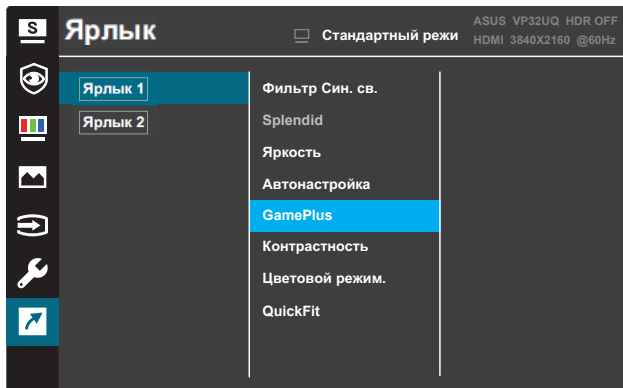 S
Ярлык
Стандартный режи
ASUS VP32UQ HDR OFF
HDMI 3840X2160 @60Hz
Ярлык 1
Ярлык 2
Фильтр Син. св.
Splendid
Яркость
Автонастройка
GamePlus
Контрастность
Цветовой режим.
QuickFit